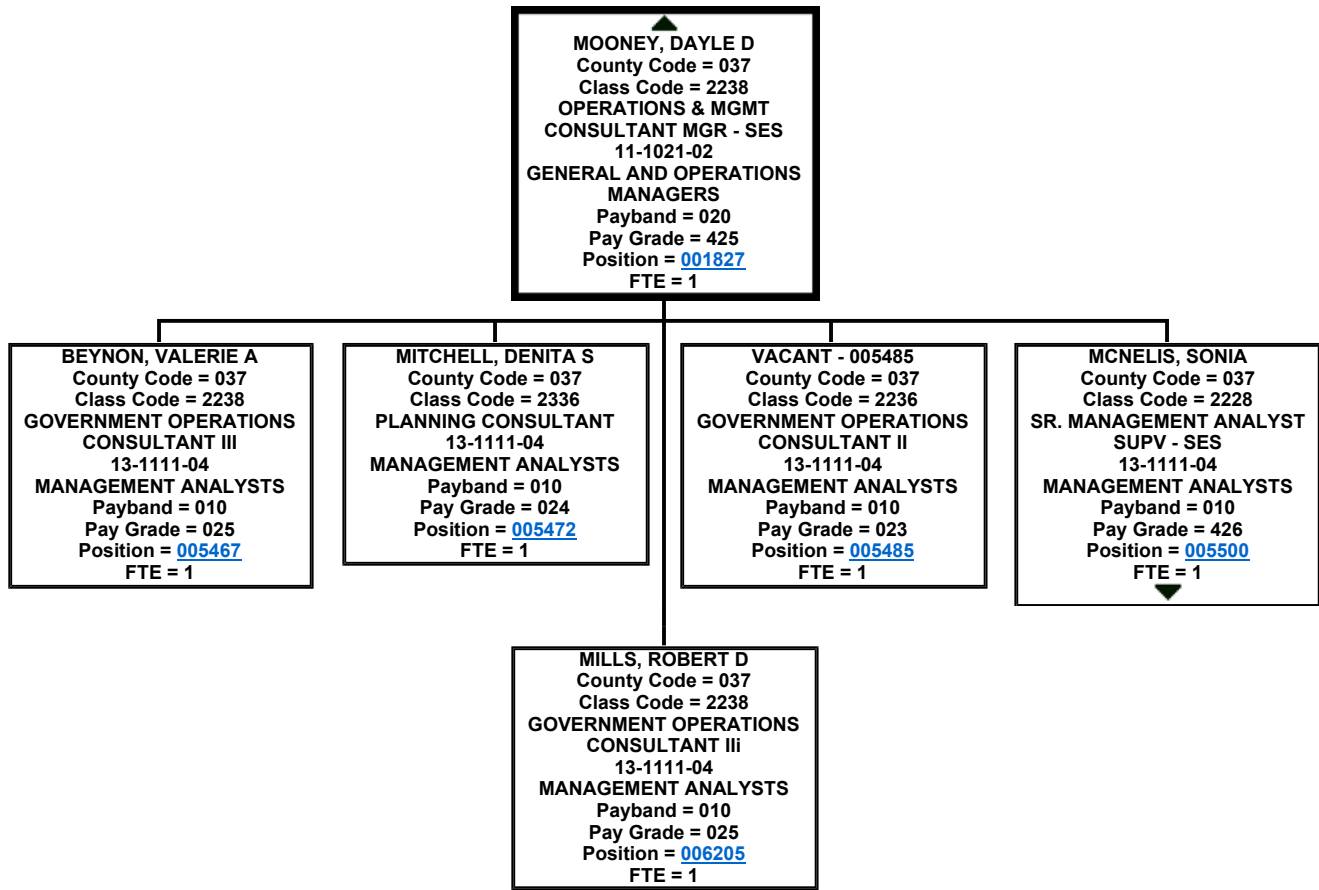 MOONEY, DAYLE D
County Code = 037
Class Code = 2238
OPERATIONS & MGMT
CONSULTANT MGR - SES
11-1021-02
GENERAL AND OPERATIONS
MANAGERS
Payband = 020
Pay Grade = 425
Position = 001827
FTE = 1
BEYNON, VALERIE A
County Code = 037
Class Code = 2238
GOVERNMENT OPERATIONS
CONSULTANT III
13-1111-04
MANAGEMENT ANALYSTS
Payband = 010
Pay Grade = 025
Position = 005467
FTE = 1
MITCHELL, DENITA S
County Code = 037
Class Code = 2336
PLANNING CONSULTANT
13-1111-04
MANAGEMENT ANALYSTS
Payband = 010
Pay Grade = 024
Position = 005472
FTE = 1
VACANT - 005485
County Code = 037
Class Code = 2236
GOVERNMENT OPERATIONS
CONSULTANT II
13-1111-04
MANAGEMENT ANALYSTS
Payband = 010
Pay Grade = 023
Position = 005485
FTE = 1
MCNELIS, SONIA
County Code = 037
Class Code = 2228
SR. MANAGEMENT ANALYST
SUPV - SES
13-1111-04
MANAGEMENT ANALYSTS
Payband = 010
Pay Grade = 426
Position = 005500
FTE = 1
MILLS, ROBERT D
County Code = 037
Class Code = 2238
GOVERNMENT OPERATIONS
CONSULTANT IIi
13-1111-04
MANAGEMENT ANALYSTS
Payband = 010
Pay Grade = 025
Position = 006205
FTE = 1